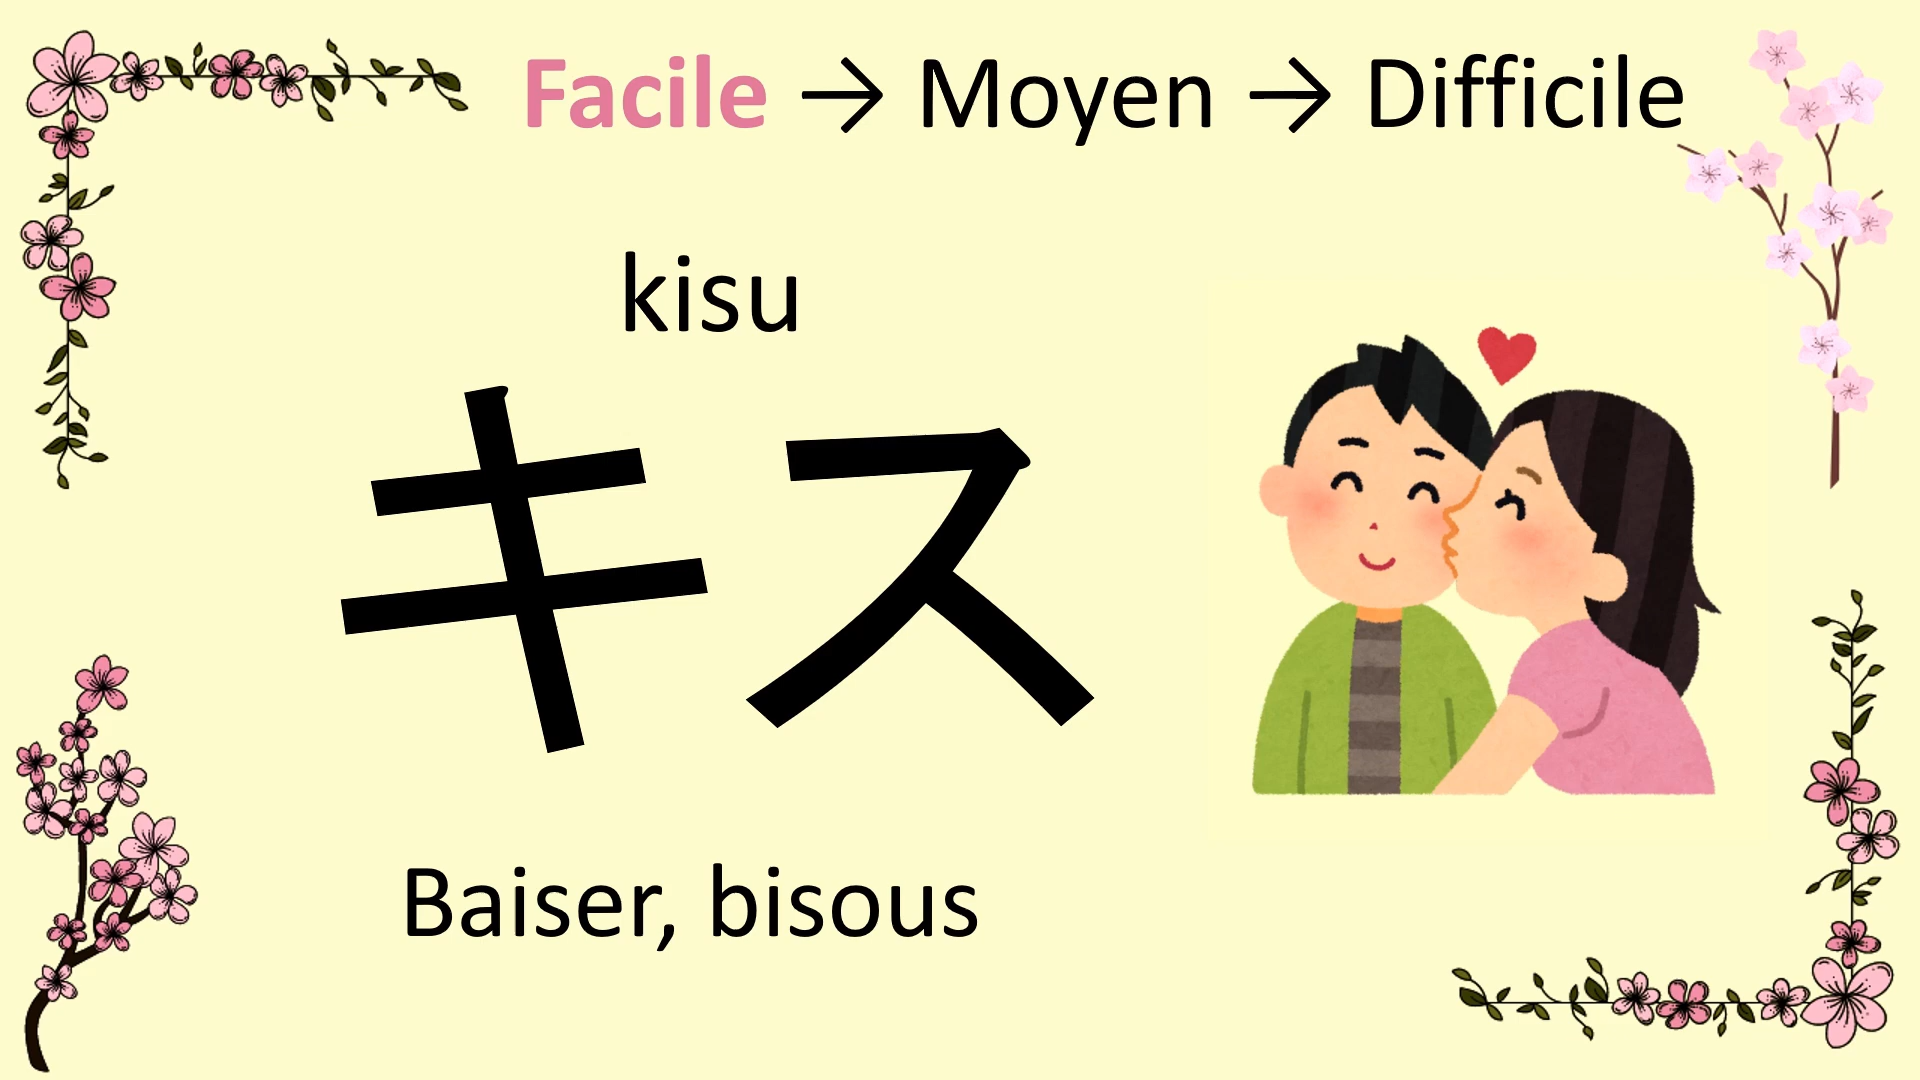 Facile → Moyen → Difficile
kisu
キス
Baiser, bisous